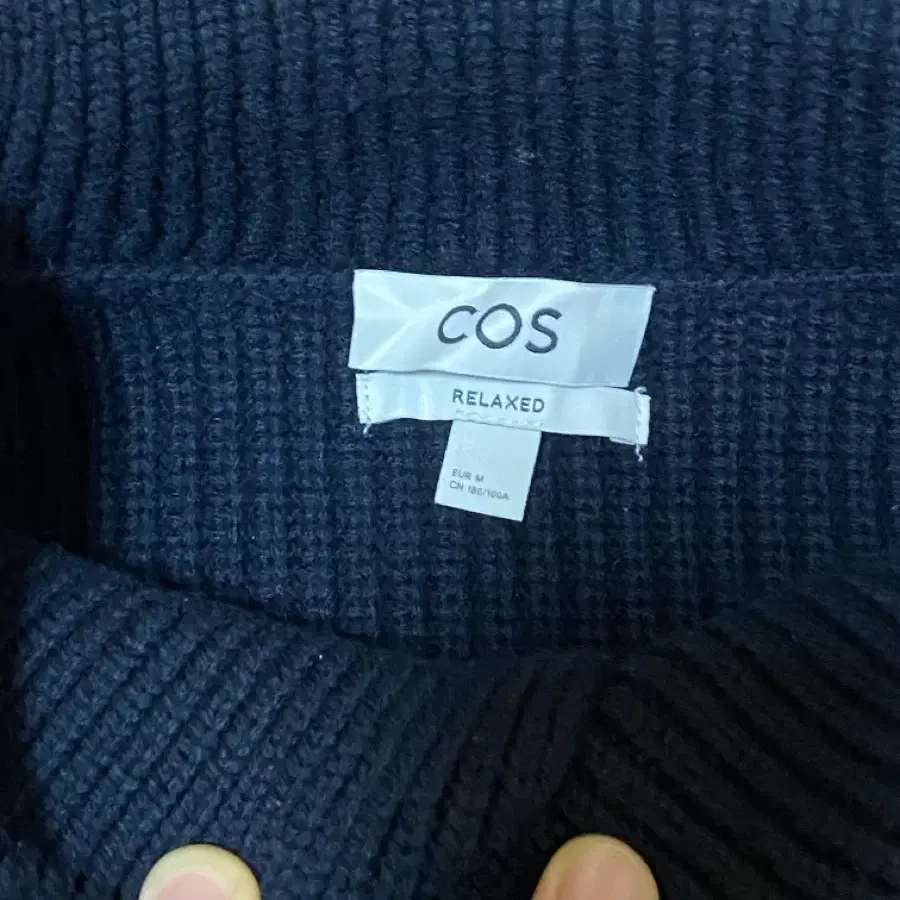 COS
RELAXED
EUR M
CN 180/100A